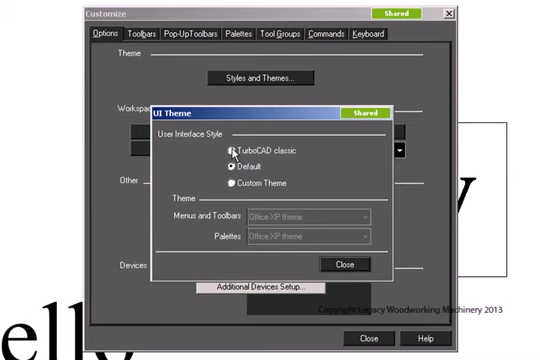 Customize
Shared
Options Toolbars Pop-UpToolbars Palettes Tool Groups Commands Keyboard
Theme
Styles and Themes...
UI Theme
Shared
User Interface Style
TurboCAD classic
Default
Custom Theme
Theme
Menus and Toolbars Office XP theme
Palettes Office XP theme
Close
Other
Devices
Additional Devices Setup...
Copyright Legacy Woodworking Machinery 2013
Close Help